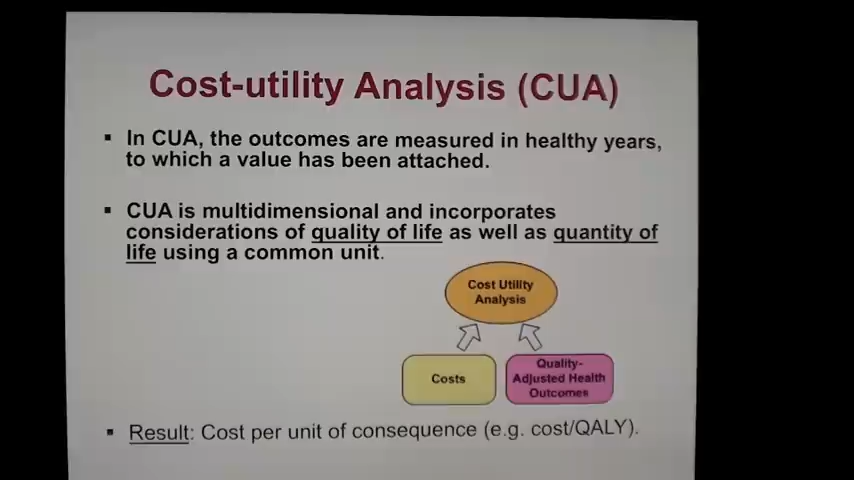 Cost-utility Analysis (CUA)
▪ In CUA, the outcomes are measured in healthy years,
to which a value has been attached.
▪ CUA is multidimensional and incorporates
considerations of quality of life as well as quantity of
life using a common unit.
Cost Utility
Analysis
Costs
Quality-
Adjusted Health
Outcomes
▪ Result: Cost per unit of consequence (e.g. cost/QALY).